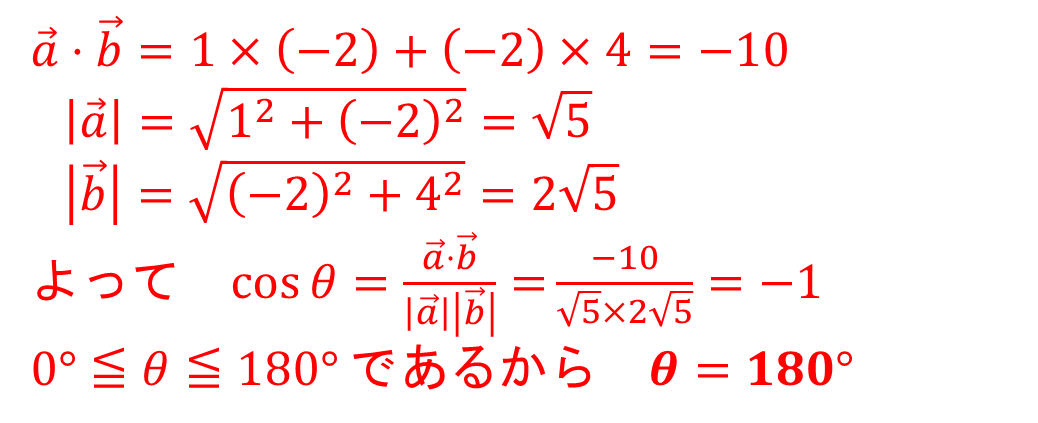 a⃗ · b⃗ = 1 × (−2) + (−2) × 4 = −10
|a⃗| = √(1² + (−2)²) = √5
|b⃗| = √((−2)² + 4²) = 2√5
よって cos θ = (a⃗·b⃗)/(|a⃗||b⃗|) = (−10)/(√5×2√5) = −1
0° ≦ θ ≦ 180° であるから θ = 180°